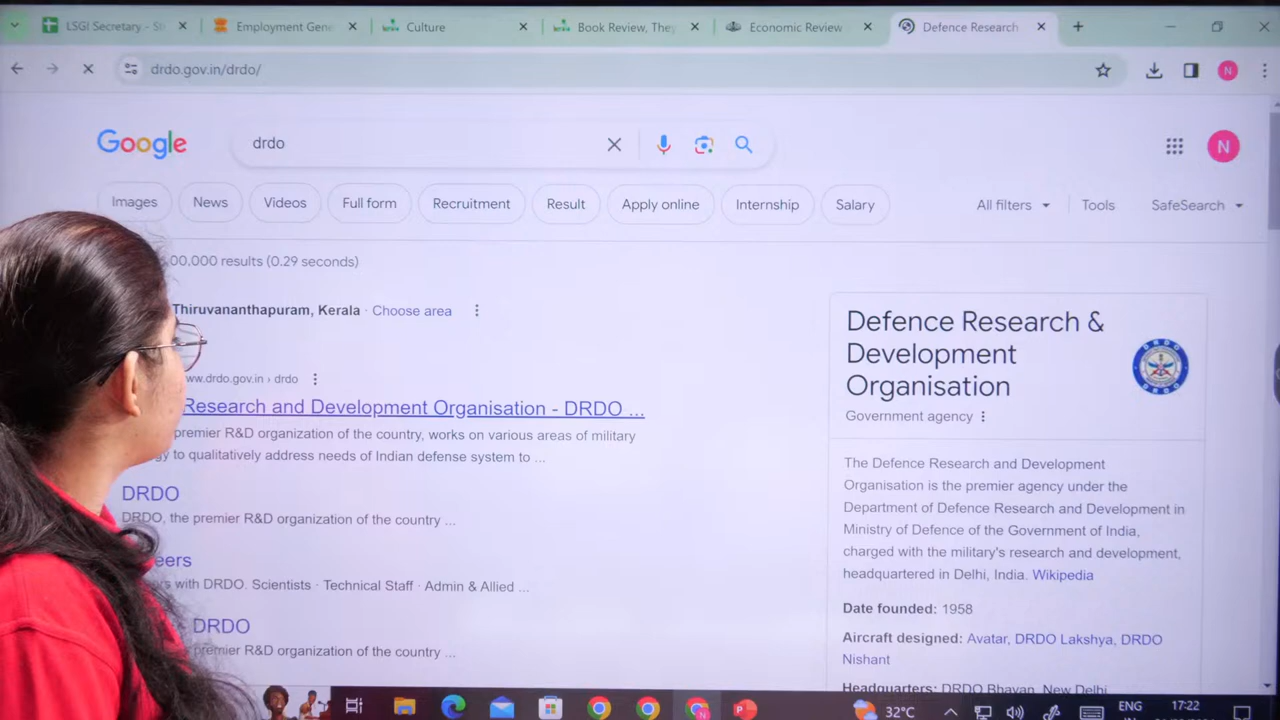 LSGI Secretary - St
Employment Gene
Culture
Book Review, They
Economic Review
Defence Research
drdo.gov.in/drdo/
N
Google
drdo
N
Images
News
Videos
Full form
Recruitment
Result
Apply online
Internship
Salary
All filters
Tools
SafeSearch
00,000 results (0.29 seconds)
Thiruvananthapuram, Kerala · Choose area
ww.drdo.gov.in › drdo
Research and Development Organisation - DRDO ...
premier R&D organization of the country, works on various areas of military
to qualitatively address needs of Indian defense system to ...
DRDO
DRDO, the premier R&D organization of the country ...
eers
with DRDO. Scientists · Technical Staff · Admin & Allied ...
- DRDO
premier R&D organization of the country ...
Defence Research &
Development
Organisation
Government agency
DRDO
The Defence Research and Development
Organisation is the premier agency under the
Department of Defence Research and Development in
Ministry of Defence of the Government of India,
charged with the military's research and development,
headquartered in Delhi, India. Wikipedia
Date founded: 1958
Aircraft designed: Avatar, DRDO Lakshya, DRDO
Nishant
Headquarters: DRDO Bhavan, New Delhi
32°C
ENG
17:22